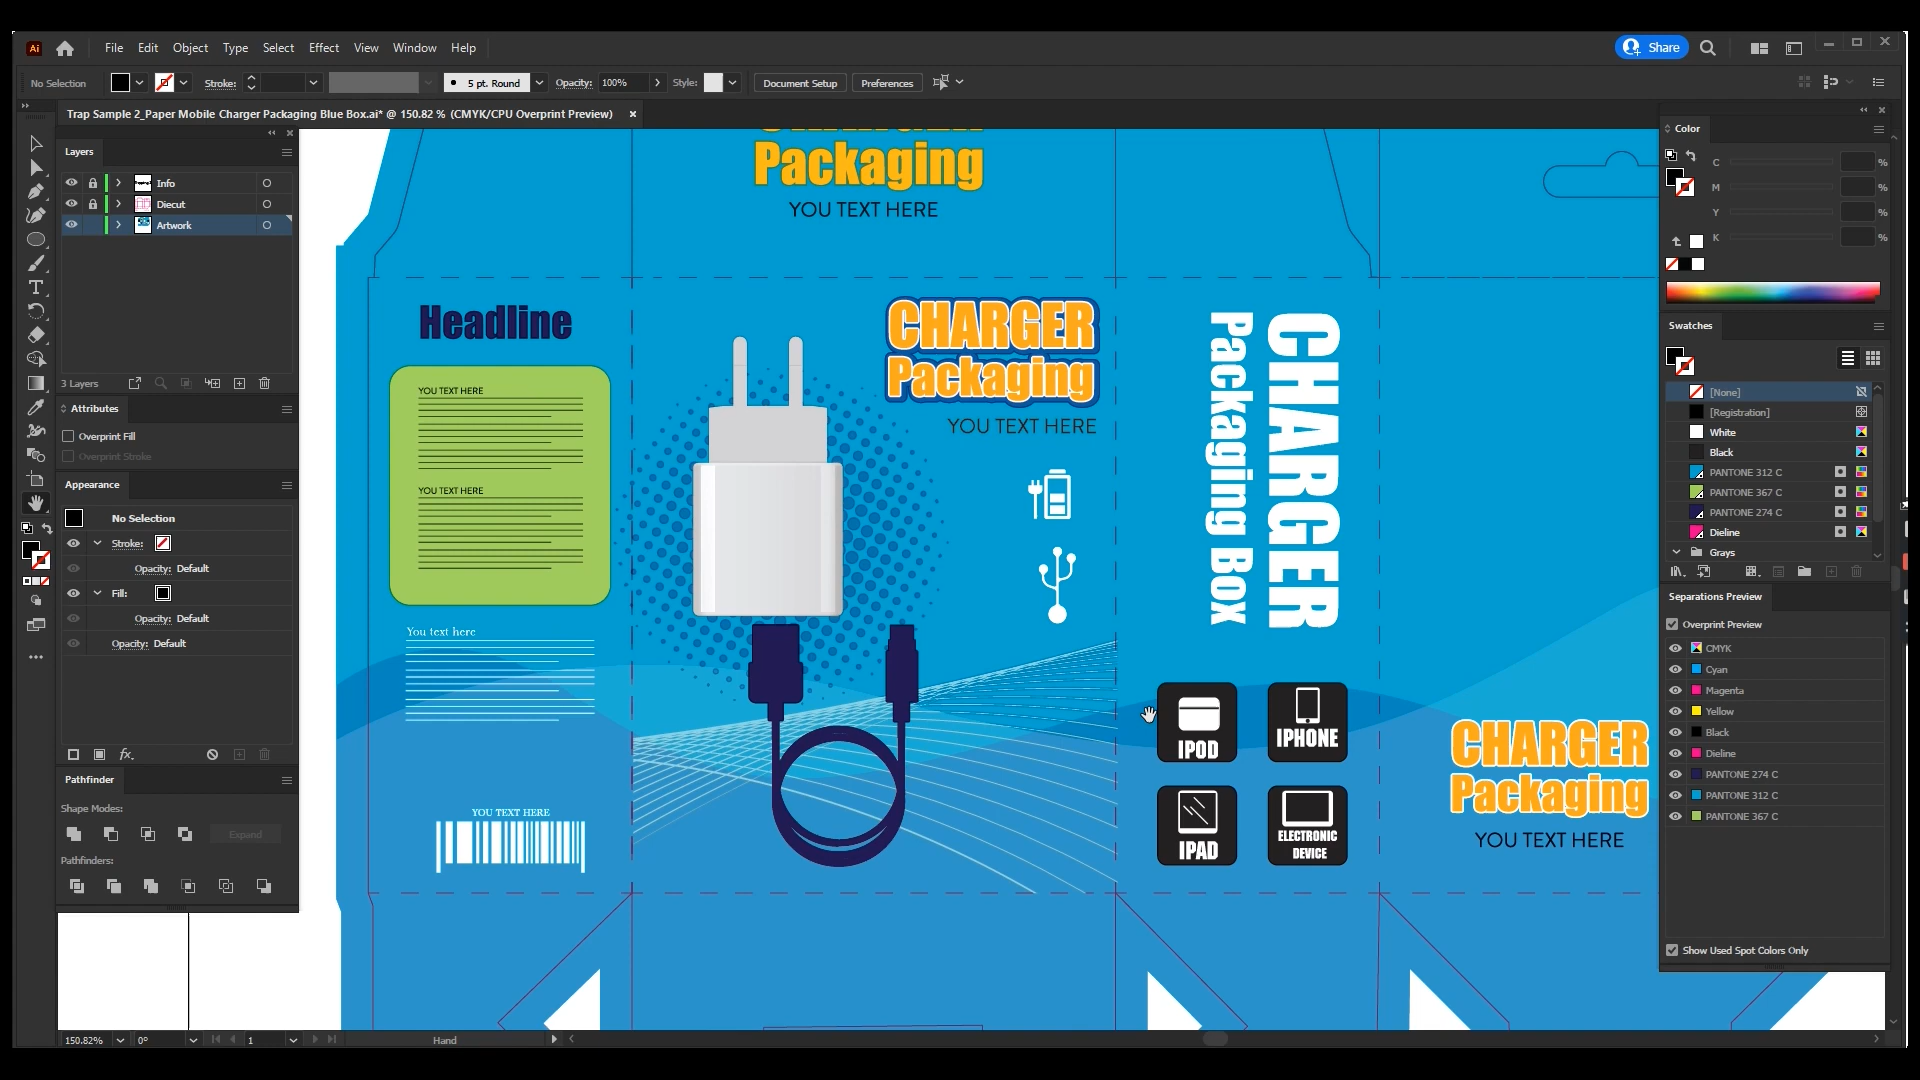 Ai
File Edit Object Type Select Effect View Window Help
Share
No Selection
Stroke:
5 pt. Round
Opacity: 100%
Style:
Document Setup
Preferences
Trap Sample 2_Paper Mobile Charger Packaging Blue Box.ai* @ 150.82 % (CMYK/CPU Overprint Preview)
Layers
Info
Diecut
Artwork
3 Layers
Attributes
Overprint Fill
Overprint Stroke
Appearance
No Selection
Stroke:
Opacity: Default
Fill:
Opacity: Default
Opacity: Default
fx.
Pathfinder
Shape Modes:
Expand
Pathfinders:
Packaging
YOU TEXT HERE
Headline
YOU TEXT HERE
YOU TEXT HERE
You text here
YOU TEXT HERE
CHARGER
Packaging
YOU TEXT HERE
CHARGER
Packaging Box
IPOD
IPHONE
IPAD
ELECTRONIC
DEVICE
CHARGER
Packaging
YOU TEXT HERE
Color
C %
M %
Y %
K %
Swatches
[None]
[Registration]
White
Black
PANTONE 312 C
PANTONE 367 C
PANTONE 274 C
Dieline
Grays
Separations Preview
Overprint Preview
CMYK
Cyan
Magenta
Yellow
Black
Dieline
PANTONE 274 C
PANTONE 312 C
PANTONE 367 C
Show Used Spot Colors Only
150.82%
0°
1
Hand